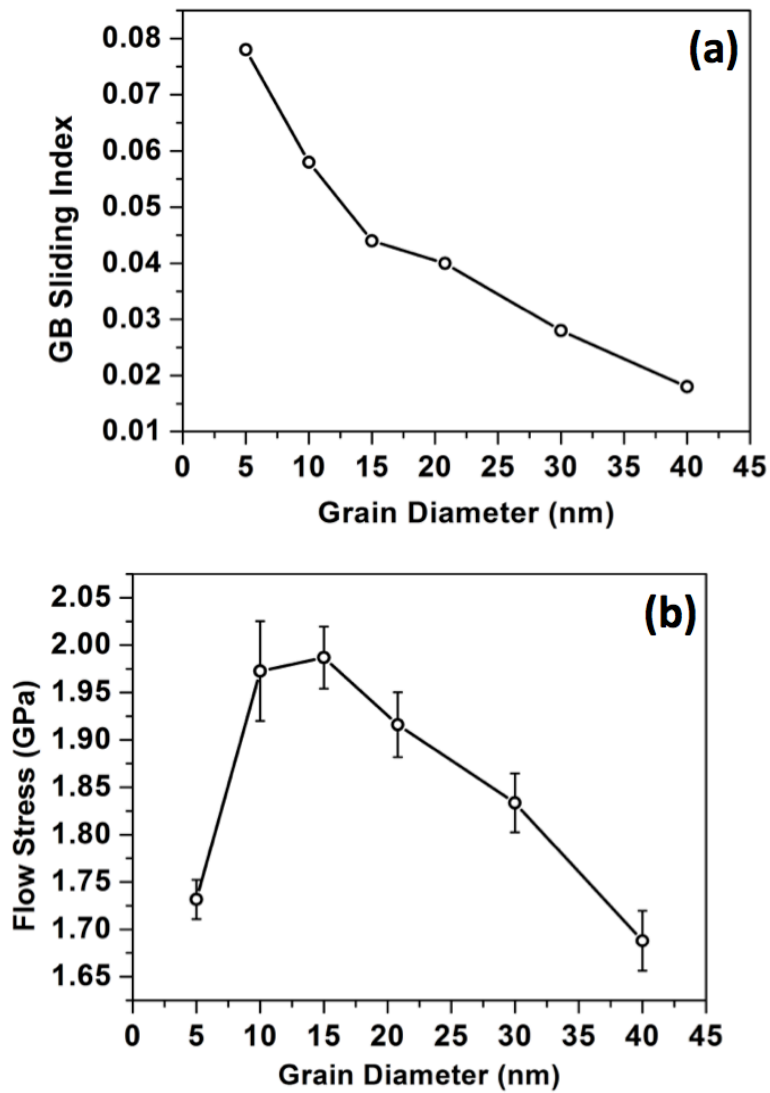 (a)
GB Sliding Index
0.08
0.07
0.06
0.05
0.04
0.03
0.02
0.01
0 5 10 15 20 25 30 35 40 45
Grain Diameter (nm)
(b)
Flow Stress (GPa)
2.05
2.00
1.95
1.90
1.85
1.80
1.75
1.70
1.65
0 5 10 15 20 25 30 35 40 45
Grain Diameter (nm)